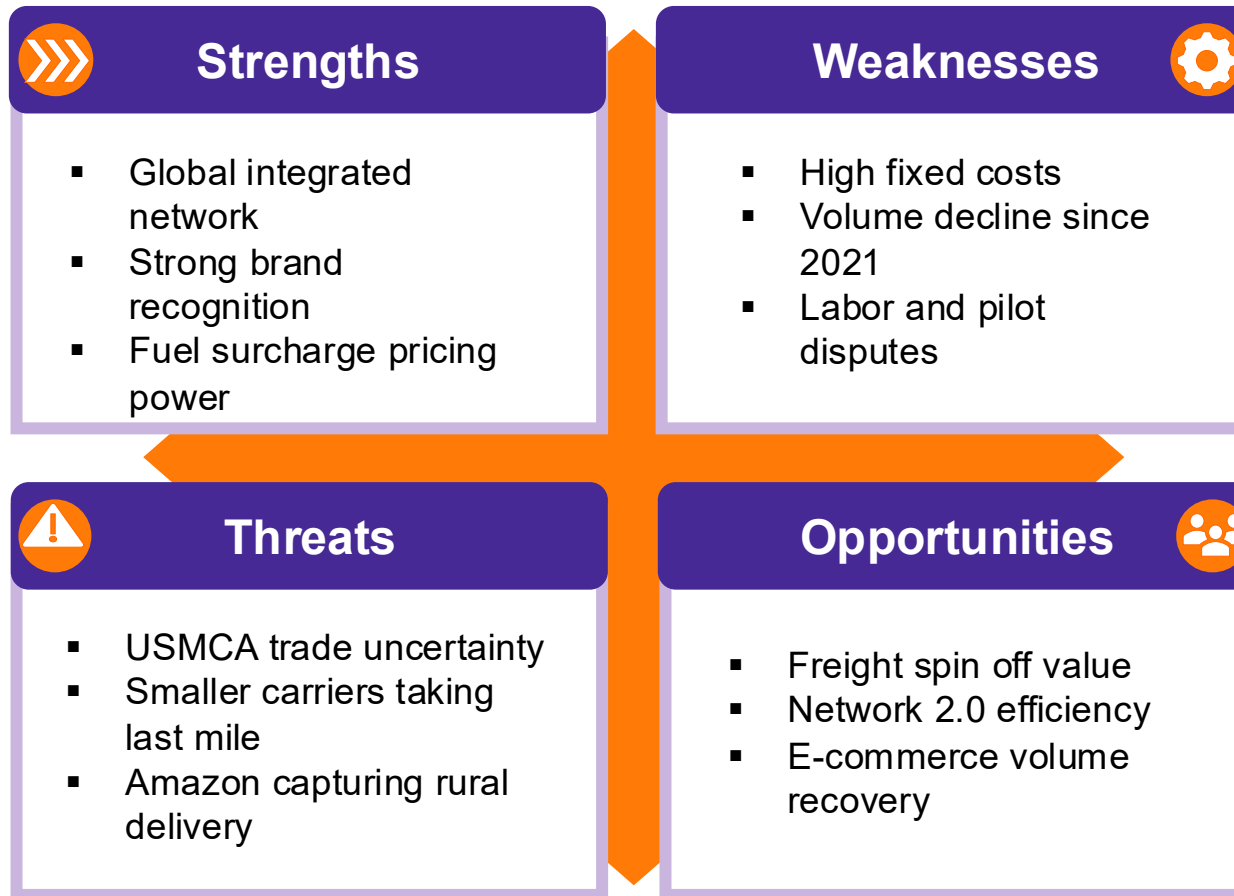 Strengths
▪ Global integrated
network
▪ Strong brand
recognition
▪ Fuel surcharge pricing
power
Weaknesses
▪ High fixed costs
▪ Volume decline since
2021
▪ Labor and pilot
disputes
Threats
▪ USMCA trade uncertainty
▪ Smaller carriers taking
last mile
▪ Amazon capturing rural
delivery
Opportunities
▪ Freight spin off value
▪ Network 2.0 efficiency
▪ E-commerce volume
recovery